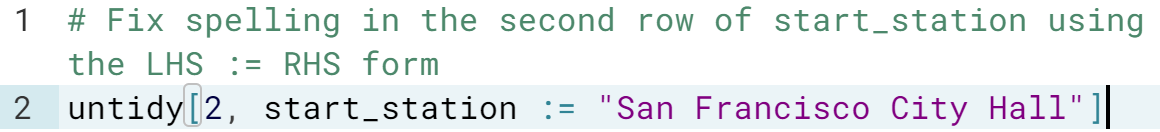 1 # Fix spelling in the second row of start_station using
the LHS := RHS form
2 untidy[2, start_station := "San Francisco City Hall"]